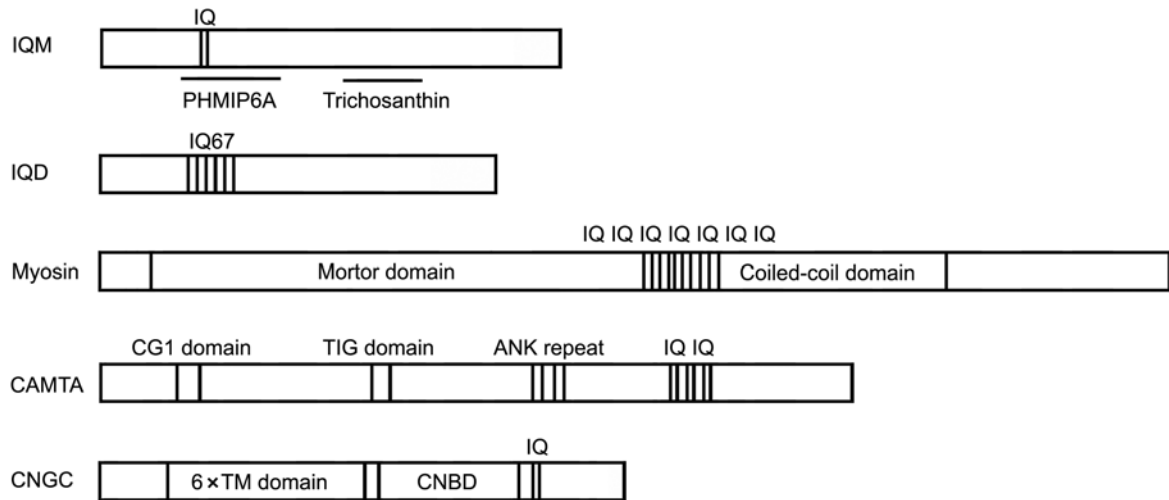 IQ
IQM
PHMIP6A Trichosanthin
IQ67
IQD
IQ IQ IQ IQ IQ IQ IQ
Myosin Mortor domain Coiled-coil domain
CG1 domain TIG domain ANK repeat IQ IQ
CAMTA
IQ
CNGC 6×TM domain CNBD